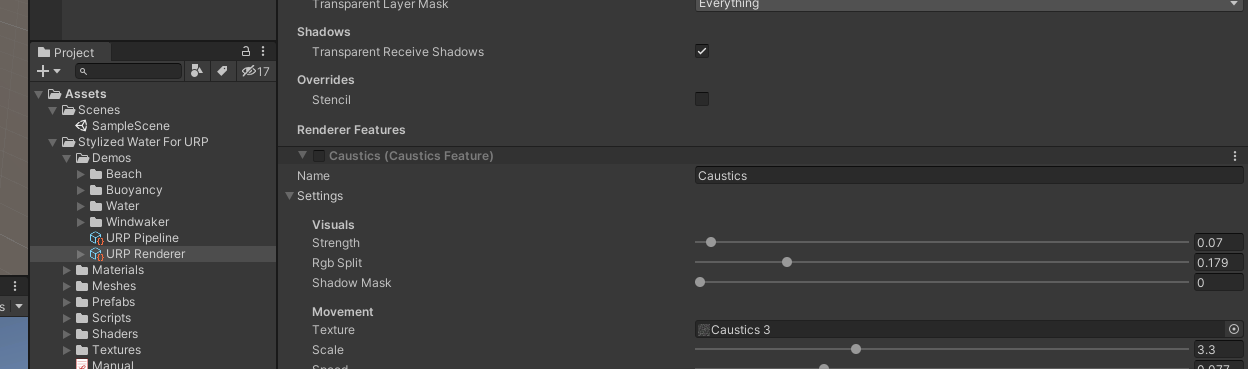 Transparent Layer Mask
Everything
Project
17
Shadows
Transparent Receive Shadows
Overrides
Stencil
Renderer Features
Assets
Scenes
SampleScene
Stylized Water For URP
Demos
Beach
Buoyancy
Water
Windwaker
URP Pipeline
URP Renderer
Materials
Meshes
Prefabs
Scripts
Shaders
Textures
Manual
Caustics (Caustics Feature)
Name
Caustics
Settings
Visuals
Strength
0.07
Rgb Split
0.179
Shadow Mask
0
Movement
Texture
Caustics 3
Scale
3.3
Speed
0.077